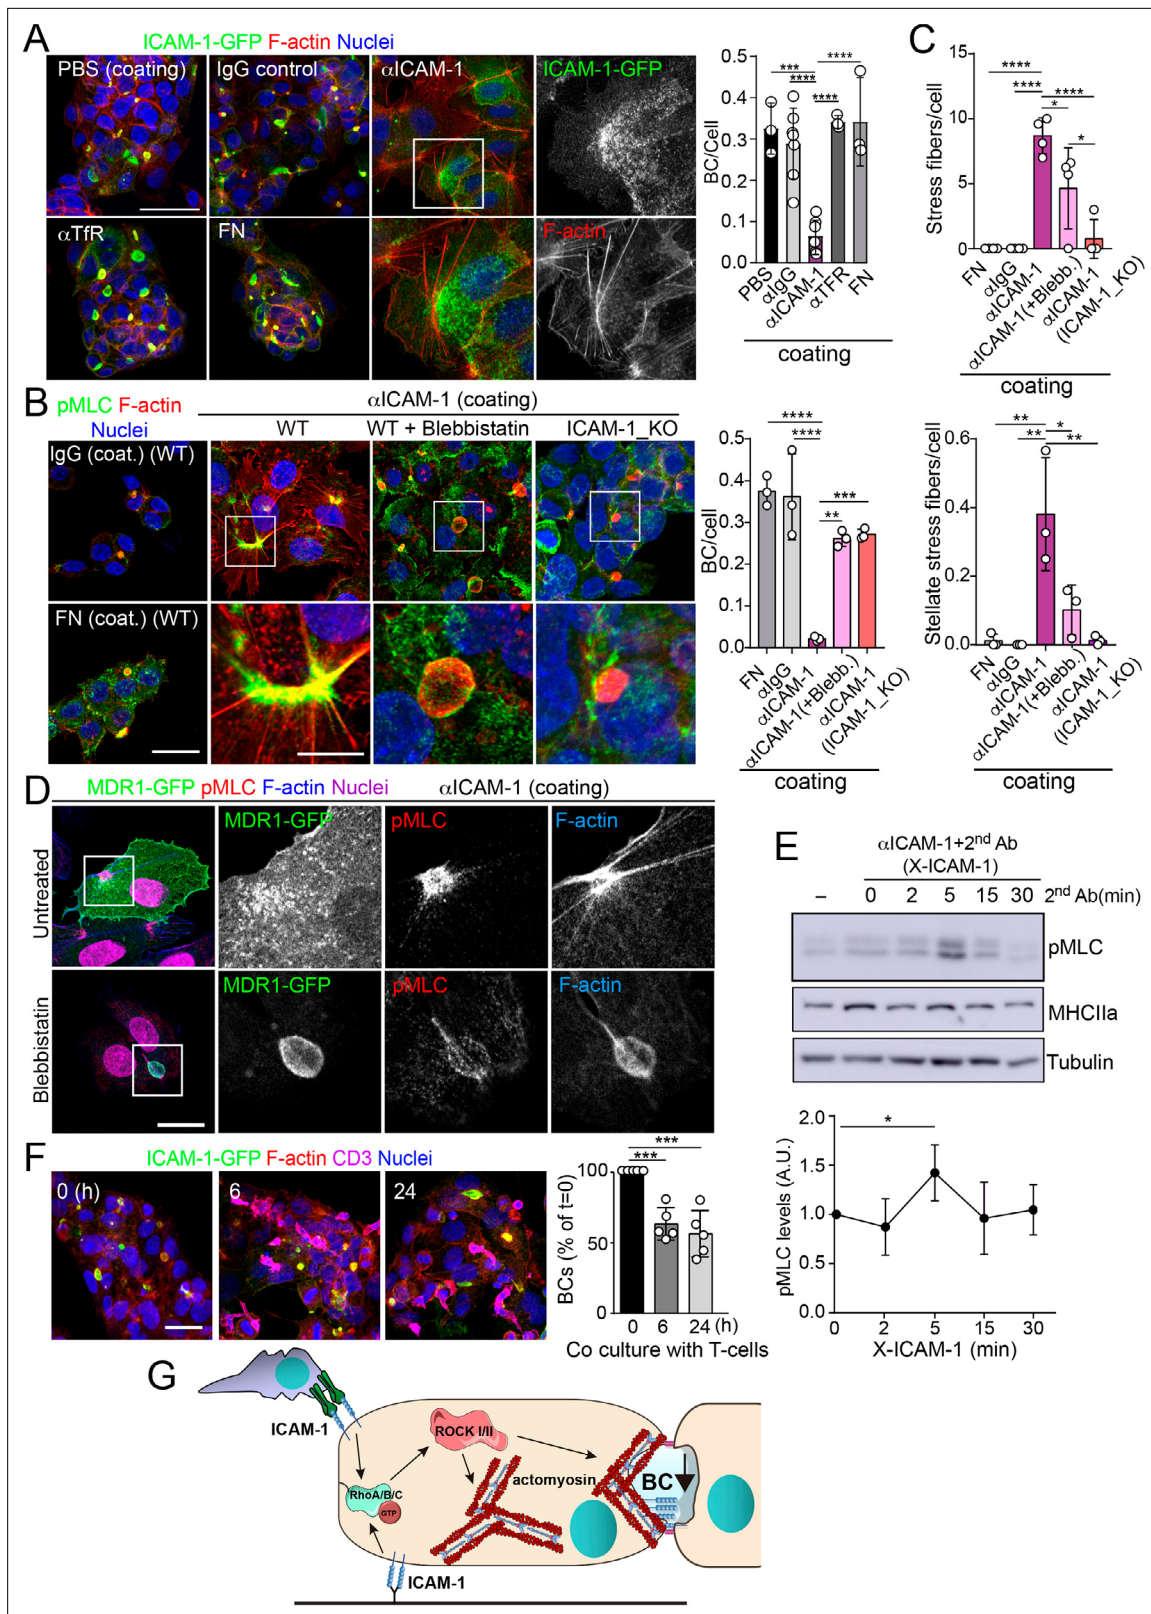 A
ICAM-1-GFP F-actin Nuclei
PBS (coating)
IgG control
αICAM-1
ICAM-1-GFP
αTfR
FN
F-actin
BC/Cell
0.4
0.3
0.2
0.1
0.0
***
****
****
****
PBS
αIgG
αICAM-1
αTFR
FN
coating
C
Stress fibers/cell
15
10
5
0
****
****
****
*
*
FN
αIgG
αICAM-1
αICAM-1(+Blebb.)
αICAM-1
(ICAM-1_KO)
coating
Stellate stress fibers/cell
0.6
0.4
0.2
0.0
**
**
*
**
FN
αIgG
αICAM-1
αICAM-1(+Blebb.)
αICAM-1
(ICAM-1_KO)
coating
B
pMLC F-actin
Nuclei
αICAM-1 (coating)
IgG (coat.) (WT)
WT
WT + Blebbistatin
ICAM-1_KO
FN (coat.) (WT)
BC/cell
0.5
0.4
0.3
0.2
0.1
0.0
****
****
***
**
FN
αIgG
αICAM-1
αICAM-1(+Blebb.)
αICAM-1
(ICAM-1_KO)
coating
D
MDR1-GFP pMLC F-actin Nuclei
αICAM-1 (coating)
Untreated
MDR1-GFP
pMLC
F-actin
Blebbistatin
MDR1-GFP
pMLC
F-actin
E
αICAM-1+2nd Ab
(X-ICAM-1)
– 0 2 5 15 30 2nd Ab(min)
pMLC
MHCIIa
Tubulin
pMLC levels (A.U.)
2.0
1.5
1.0
0.5
0.0
*
0 2 5 15 30
X-ICAM-1 (min)
F
ICAM-1-GFP F-actin CD3 Nuclei
0 (h)
6
24
BCs (% of t=0)
100
50
0
***
***
0 6 24 (h)
Co culture with T-cells
G
ICAM-1
ROCK I/II
RhoA/B/C
GTP
actomyosin
BC
ICAM-1